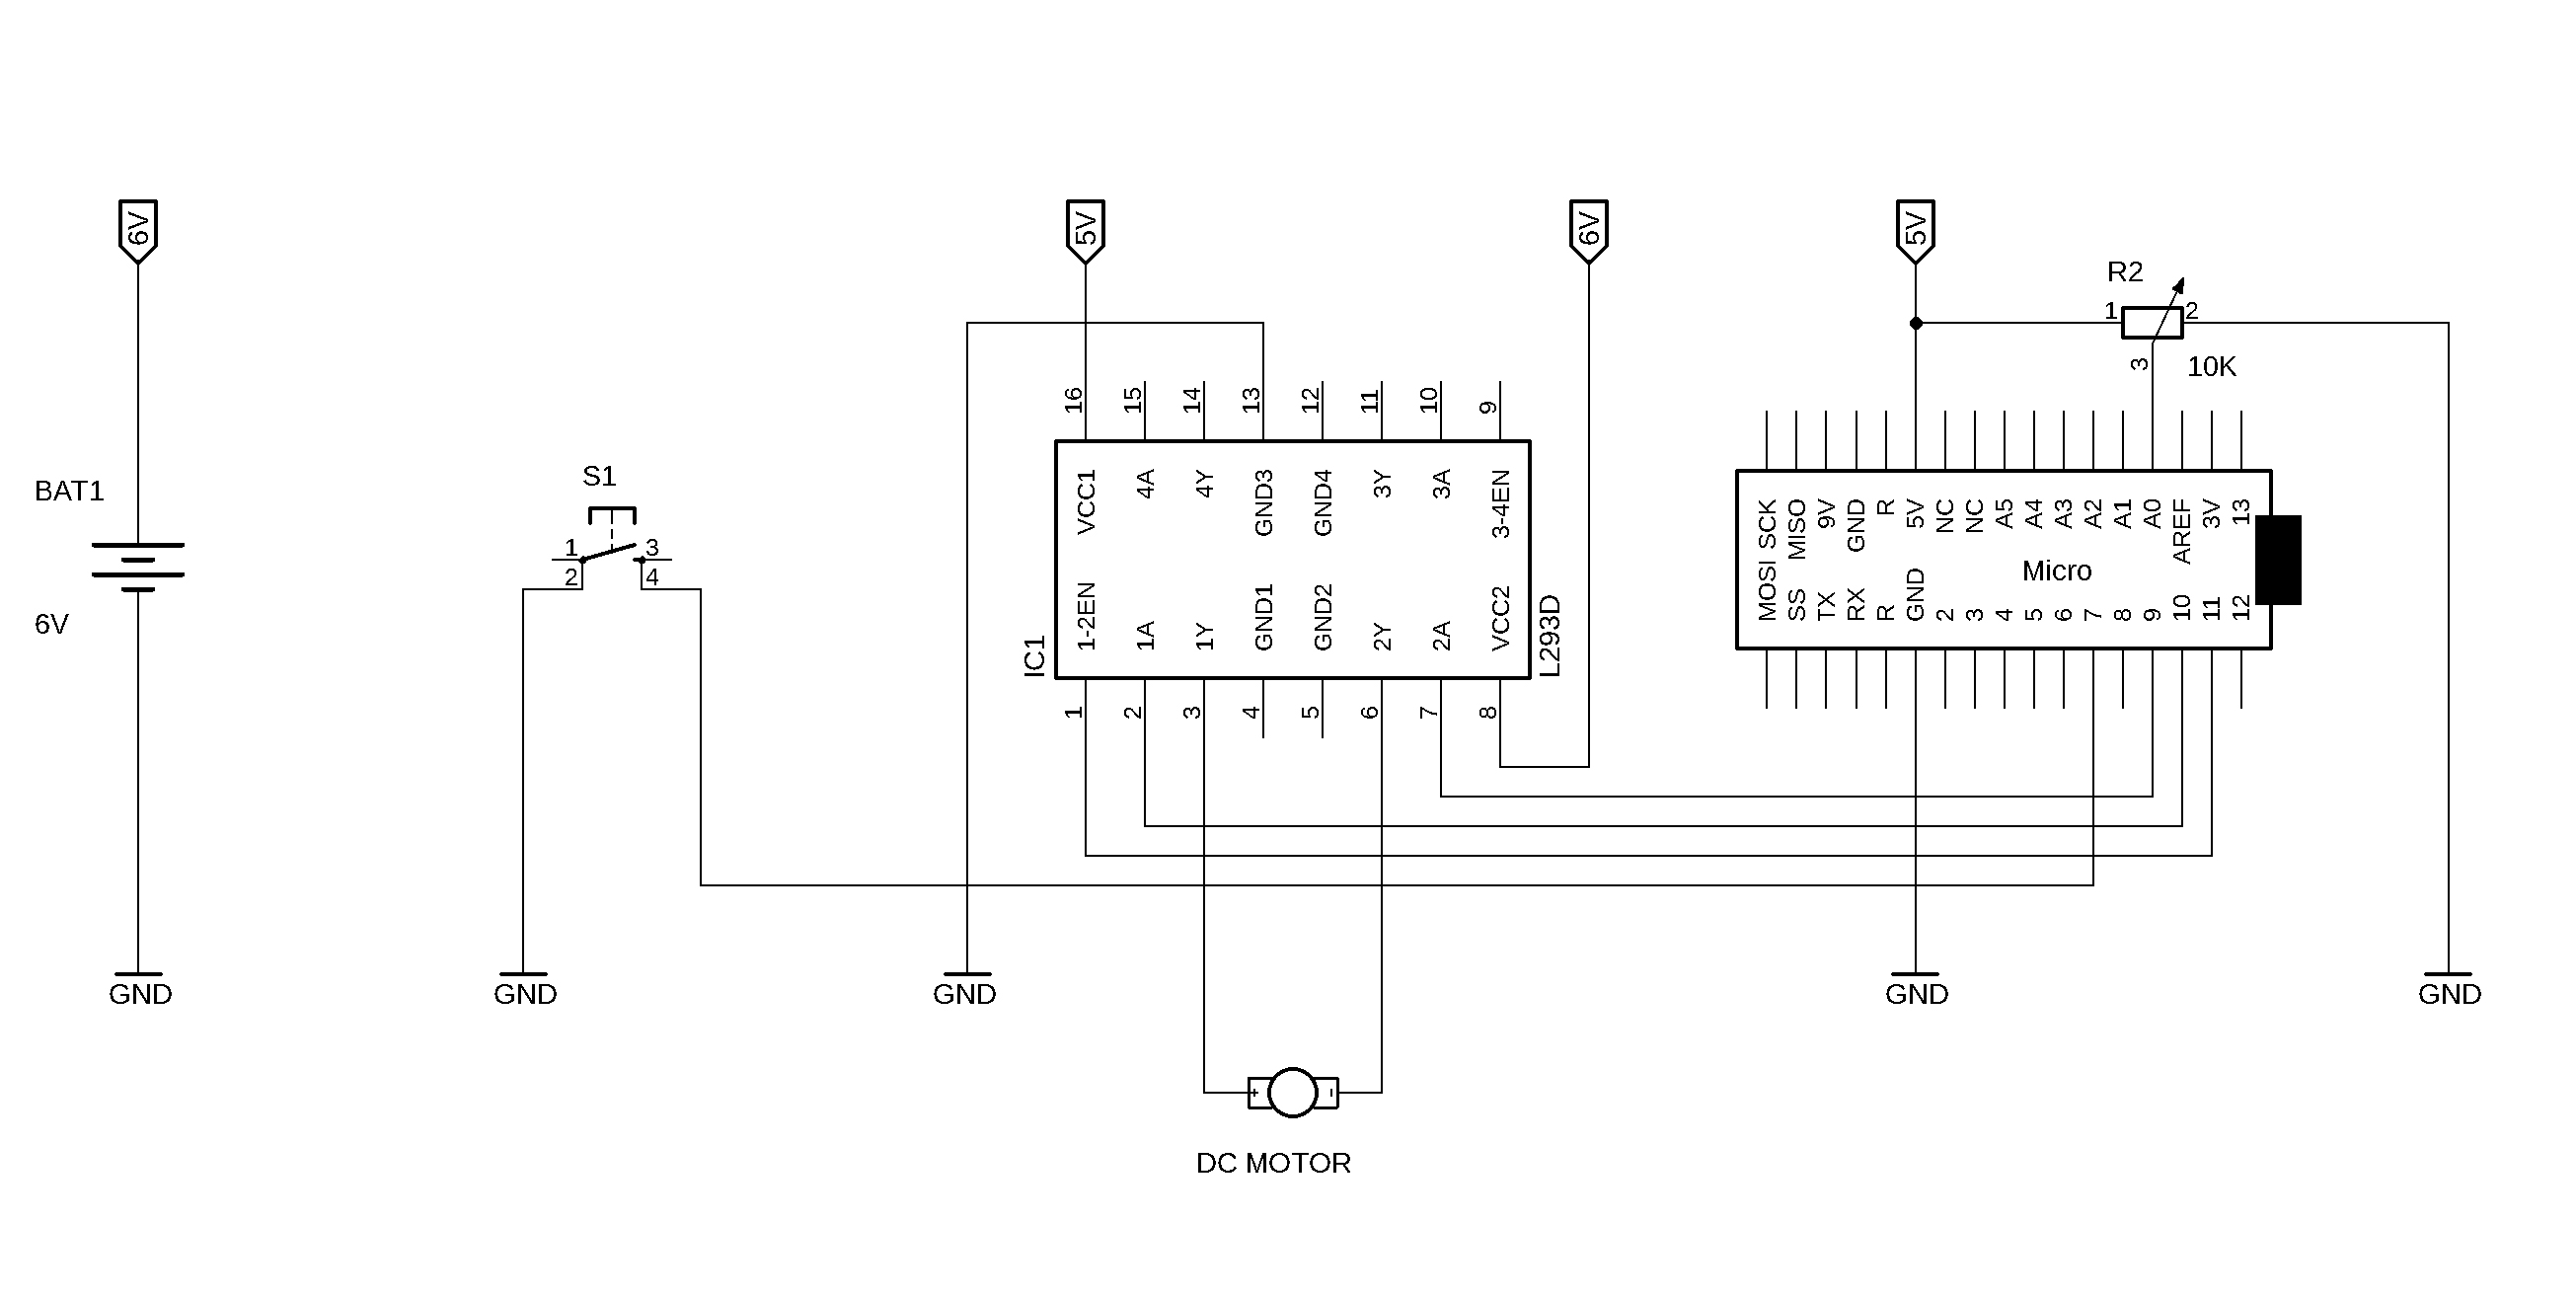 6V
5V
6V
5V
R2
1
2
3
10K
16
15
14
13
12
11
10
9
S1
BAT1
1
3
2
4
6V
VCC1
4A
4Y
GND3
GND4
3Y
3A
3-4EN
1-2EN
1A
1Y
GND1
GND2
2Y
2A
VCC2
IC1
L293D
SCK
MISO
9V
GND
R
5V
NC
NC
A5
A4
A3
A2
A1
A0
AREF
3V
13
Micro
MOSI
SS
TX
RX
R
GND
2
3
4
5
6
7
8
9
10
11
12
1
2
3
4
5
6
7
8
GND
GND
GND
GND
GND
+
-
DC MOTOR